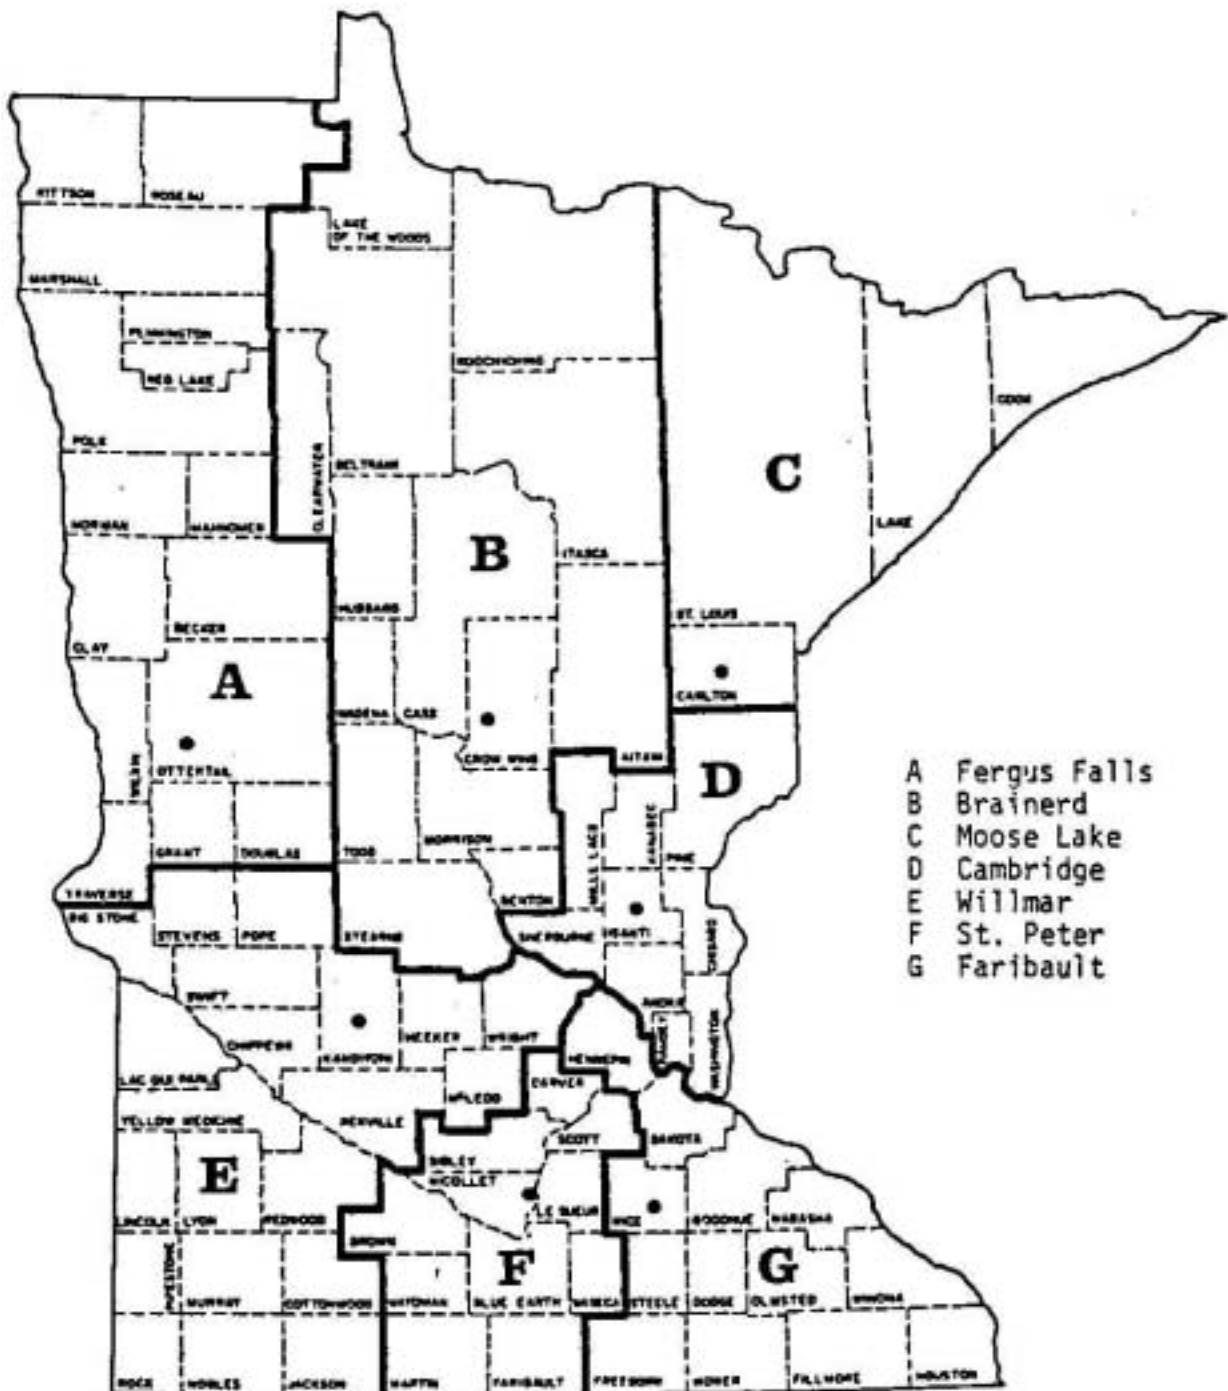 KITTSON
ROSEAU
LAKE
OF THE WOODS
MARSHALL
PENNINGTON
KOOCHICHING
RED LAKE
COOK
POLK
CLEARWATER
BELTRAMI
C
LAKE
NORMAN
MAHNOMEN
B
ITASCA
HUBBARD
ST. LOUIS
BECKER
CLAY
A
CARLTON
WADENA
CASS
CROW WING
AITKIN
WILKIN
OTTERTAIL
D
A Fergus Falls
B Brainerd
C Moose Lake
D Cambridge
E Willmar
F St. Peter
G Faribault
GRANT
DOUGLAS
TODD
MORRISON
MILLE LACS
KANABEC
PINE
TRAVERSE
BIG STONE
STEVENS
POPE
STEARNS
BENTON
SHERBURNE
ISANTI
CHISAGO
SWIFT
ANOKA
CHIPPEWA
KANDIYOHI
MEEKER
WRIGHT
HENNEPIN
RAMSEY
WASHINGTON
LAC QUI PARLE
CARVER
McLEOD
YELLOW MEDICINE
RENVILLE
SCOTT
DAKOTA
SIBLEY
E
NICOLLET
LE SUEUR
LINCOLN
LYON
REDWOOD
RICE
GOODHUE
WABASHA
BROWN
F
G
PIPESTONE
MURRAY
COTTONWOOD
WATONWAN
BLUE EARTH
WASECA
STEELE
DODGE
OLMSTED
WINONA
ROCK
NOBLES
JACKSON
MARTIN
FARIBAULT
FREEBORN
MOWER
FILLMORE
HOUSTON